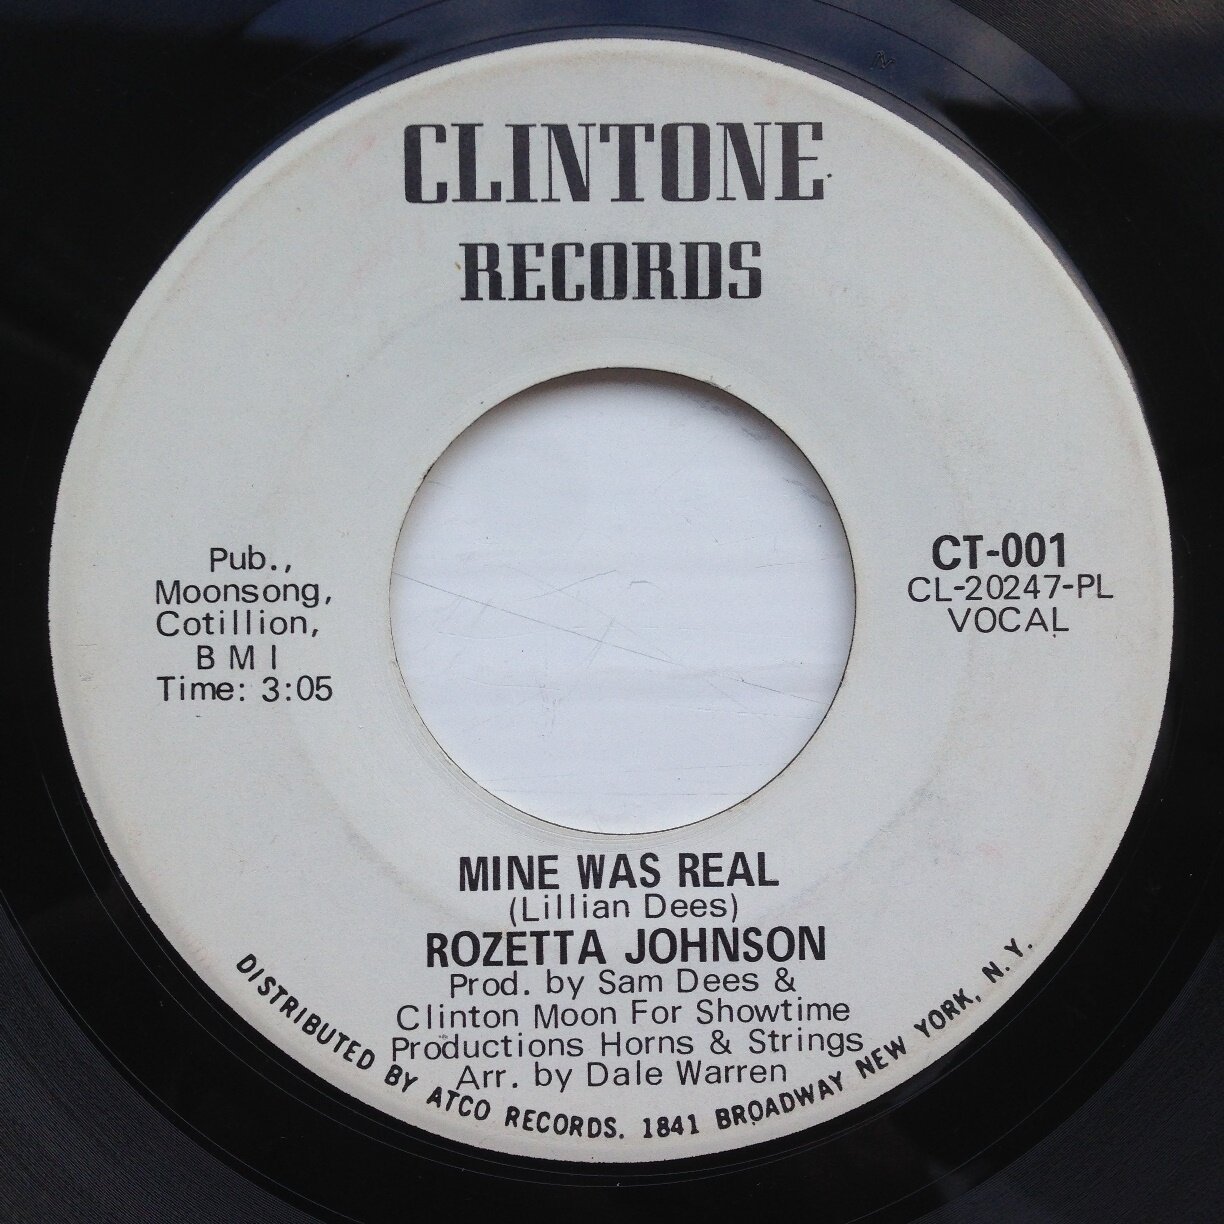 CLINTONE
RECORDS
Pub.,
Moonsong,
Cotillion,
B M I
Time: 3:05
CT-001
CL-20247-PL
VOCAL
MINE WAS REAL
(Lillian Dees)
ROZETTA JOHNSON
Prod. by Sam Dees &
Clinton Moon For Showtime
Productions Horns & Strings
Arr. by Dale Warren
DISTRIBUTED BY ATCO RECORDS. 1841 BROADWAY NEW YORK, N.Y.